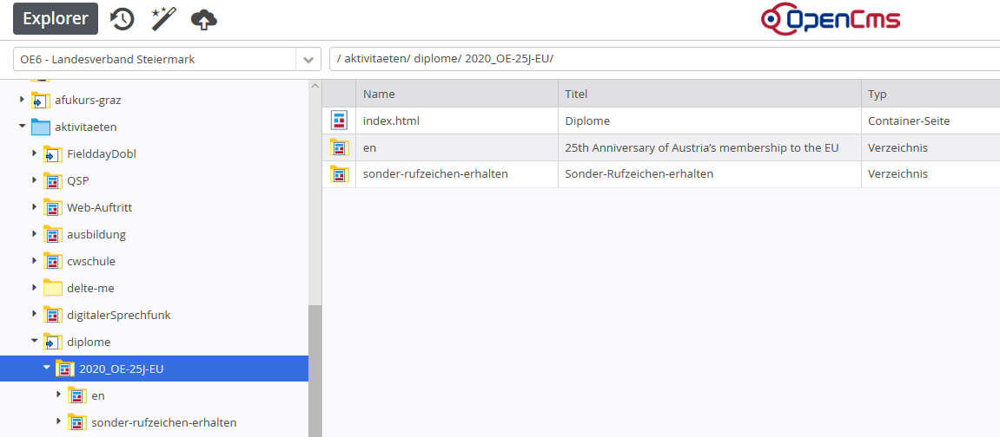 Explorer
OpenCms
OE6 - Landesverband Steiermark
/ aktivitaeten/ diplome/ 2020_OE-25J-EU/
afukurs-graz
aktivitaeten
FielddayDobl
QSP
Web-Auftritt
ausbildung
cwschule
delte-me
digitalerSprechfunk
diplome
2020_OE-25J-EU
en
sonder-rufzeichen-erhalten
Name Titel Typ
index.html Diplome Container-Seite
en 25th Anniversary of Austria’s membership to the EU Verzeichnis
sonder-rufzeichen-erhalten Sonder-Rufzeichen-erhalten Verzeichnis